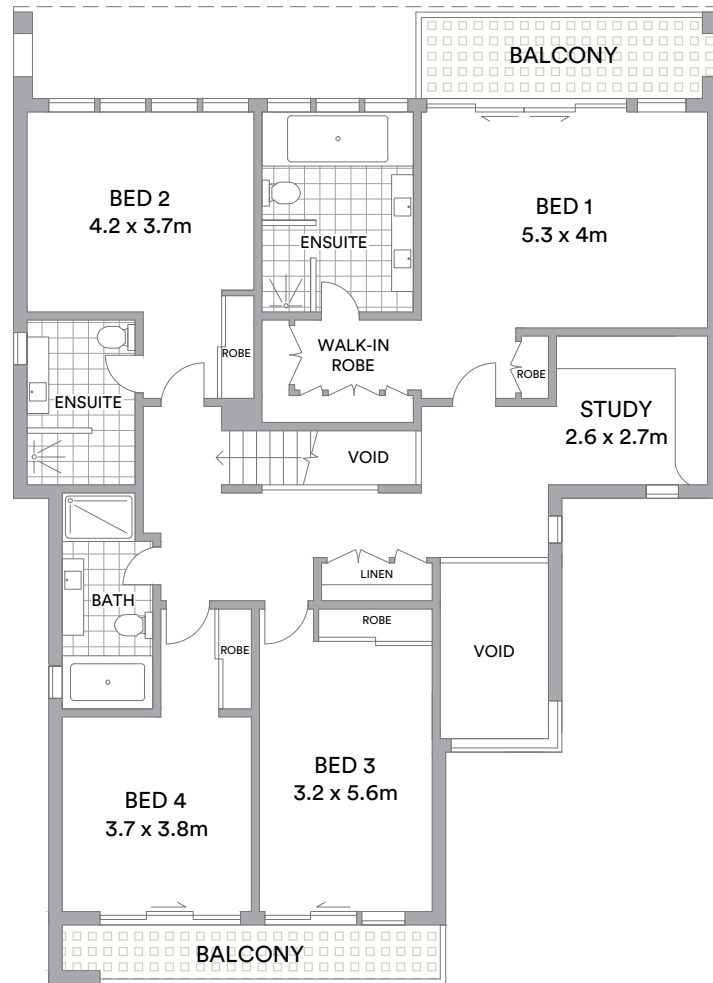 BALCONY
BED 2
4.2 x 3.7m
ENSUITE
BED 1
5.3 x 4m
WALK-IN
ROBE
ROBE
ROBE
ENSUITE
STUDY
2.6 x 2.7m
VOID
LINEN
BATH
ROBE
ROBE
VOID
BED 3
3.2 x 5.6m
BED 4
3.7 x 3.8m
BALCONY